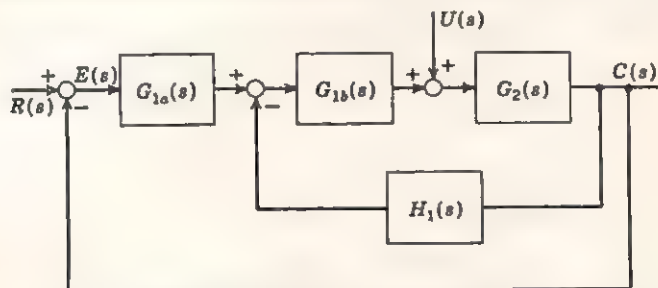 U(s)
+ E(s) G₁ₐ(s) + G₁b(s) + + G₂(s) C(s)
R(s) − −
H₁(s)